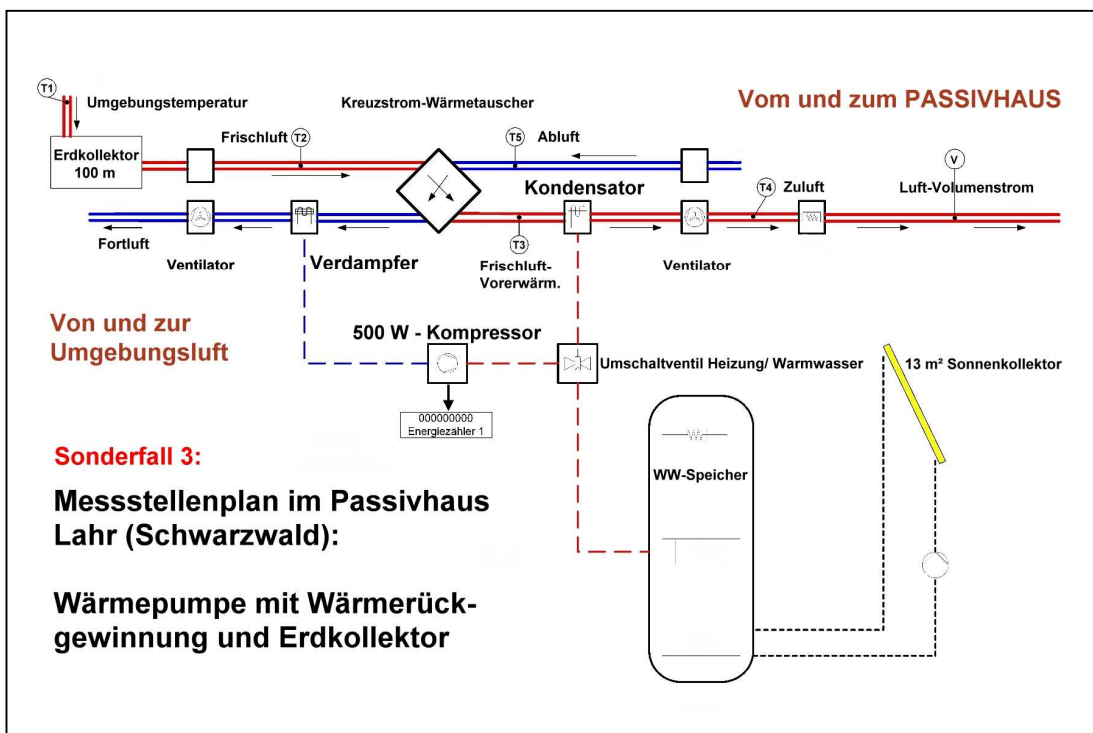 T1
Umgebungstemperatur
Kreuzstrom-Wärmetauscher
Vom und zum PASSIVHAUS
Erdkollektor
100 m
Frischluft
T2
T5
Abluft
Kondensator
T4
Zuluft
V
Luft-Volumenstrom
Fortluft
Ventilator
Verdampfer
T3
Frischluft-
Vorerwärm.
Ventilator
Von und zur
Umgebungsluft
500 W - Kompressor
Umschaltventil Heizung/ Warmwasser
13 m² Sonnenkollektor
000000000
Energiezähler 1
Sonderfall 3:
WW-Speicher
Messstellenplan im Passivhaus
Lahr (Schwarzwald):
Wärmepumpe mit Wärmerück-
gewinnung und Erdkollektor